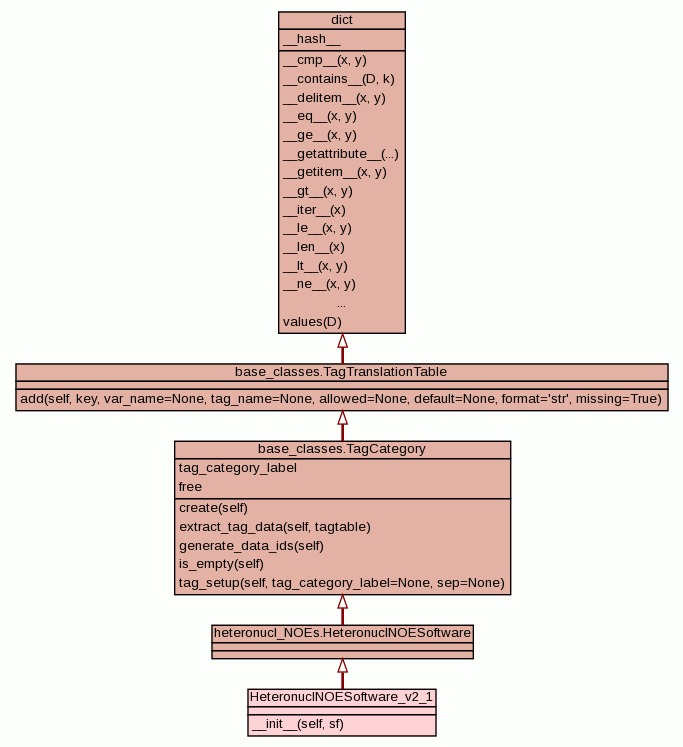 dict
__hash__
__cmp__(x, y)
__contains__(D, k)
__delitem__(x, y)
__eq__(x, y)
__ge__(x, y)
__getattribute__(...)
__getitem__(x, y)
__gt__(x, y)
__iter__(x)
__le__(x, y)
__len__(x)
__lt__(x, y)
__ne__(x, y)
...
values(D)
base_classes.TagTranslationTable
add(self, key, var_name=None, tag_name=None, allowed=None, default=None, format='str', missing=True)
base_classes.TagCategory
tag_category_label
free
create(self)
extract_tag_data(self, tagtable)
generate_data_ids(self)
is_empty(self)
tag_setup(self, tag_category_label=None, sep=None)
heteronucl_NOEs.HeteronuclNOESoftware
HeteronuclNOESoftware_v2_1
__init__(self, sf)